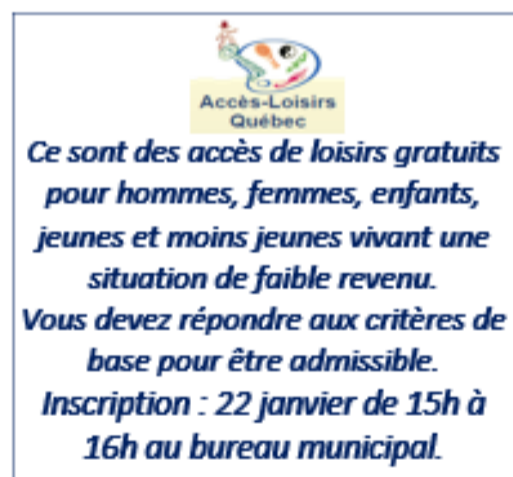 Accès-Loisirs
Québec
Ce sont des accès de loisirs gratuits
pour hommes, femmes, enfants,
jeunes et moins jeunes vivant une
situation de faible revenu.
Vous devez répondre aux critères de
base pour être admissible.
Inscription : 22 janvier de 15h à
16h au bureau municipal.